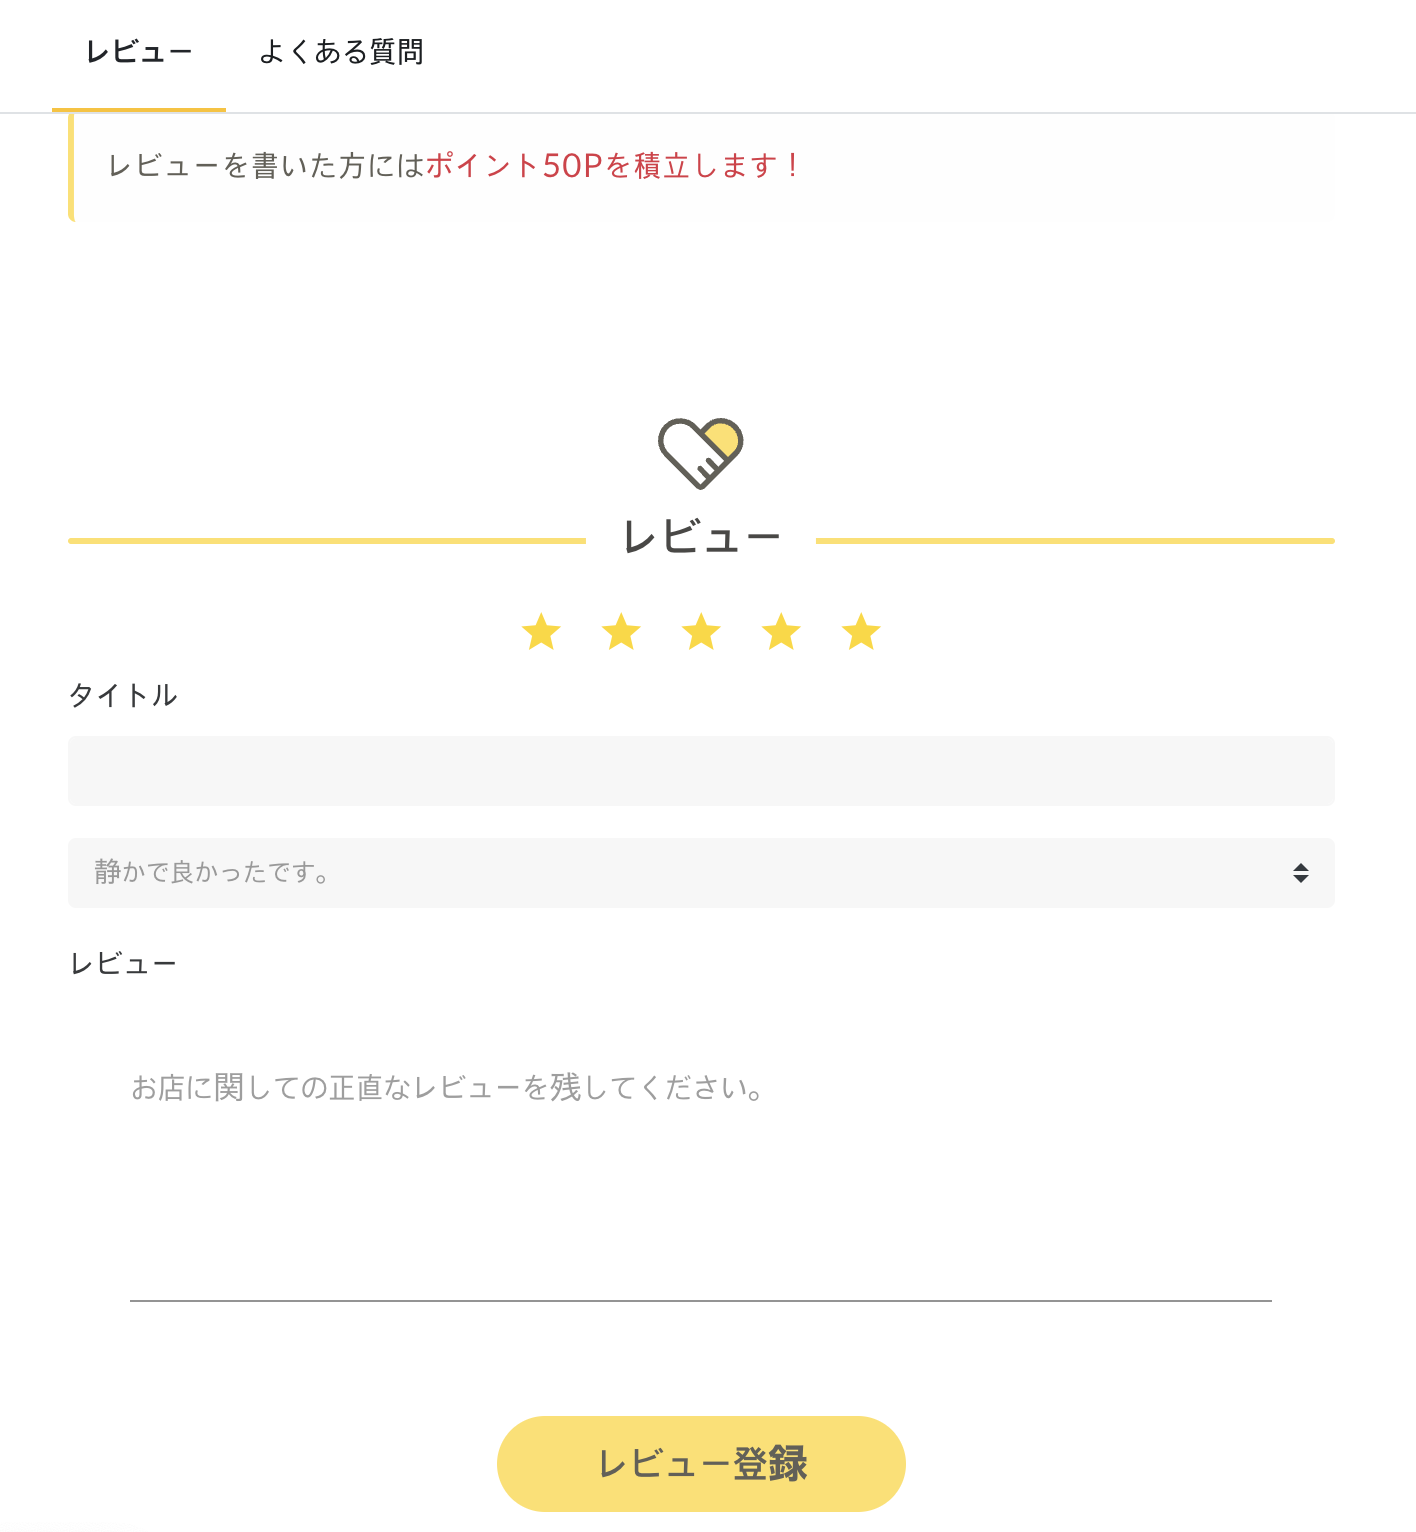 レビュー よくある質問
レビューを書いた方にはポイント50Pを積立します！
レビュー
タイトル
静かで良かったです。
レビュー
お店に関しての正直なレビューを残してください。
レビュー登録